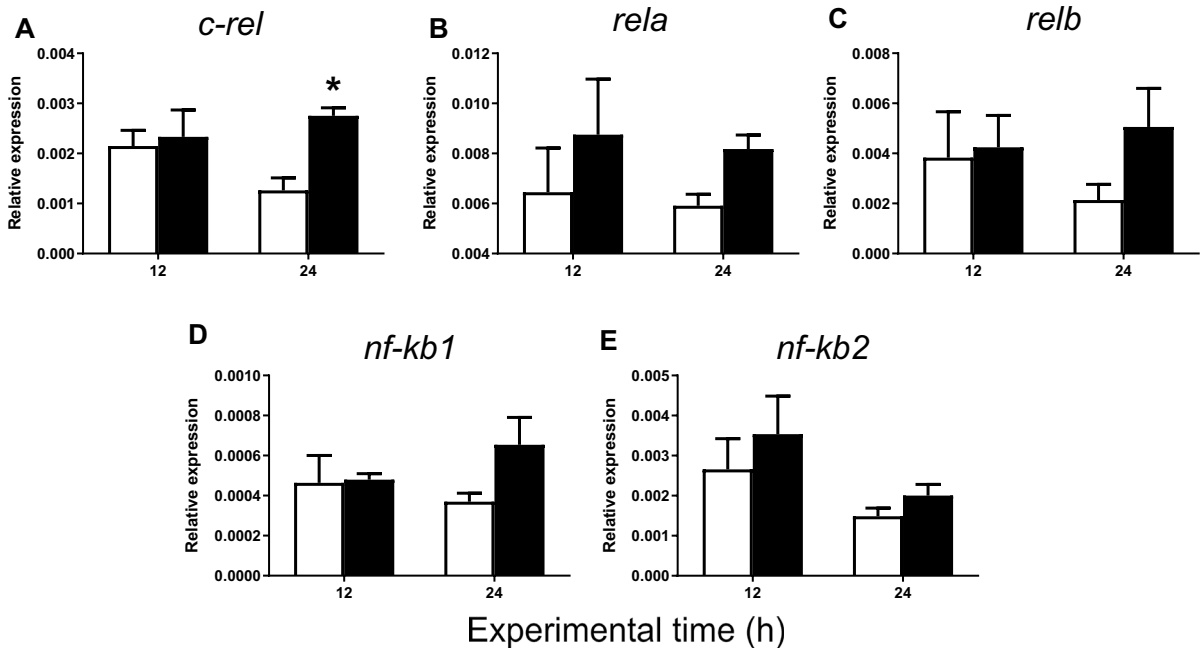 A
c-rel
Relative expression
0.004
0.003
0.002
0.001
0.000
*
12
24
B
rela
Relative expression
0.012
0.010
0.008
0.006
0.004
12
24
C
relb
Relative expression
0.008
0.006
0.004
0.002
0.000
12
24
D
nf-kb1
Relative expression
0.0010
0.0008
0.0006
0.0004
0.0002
0.0000
12
24
E
nf-kb2
Relative expression
0.005
0.004
0.003
0.002
0.001
0.000
12
24
Experimental time (h)